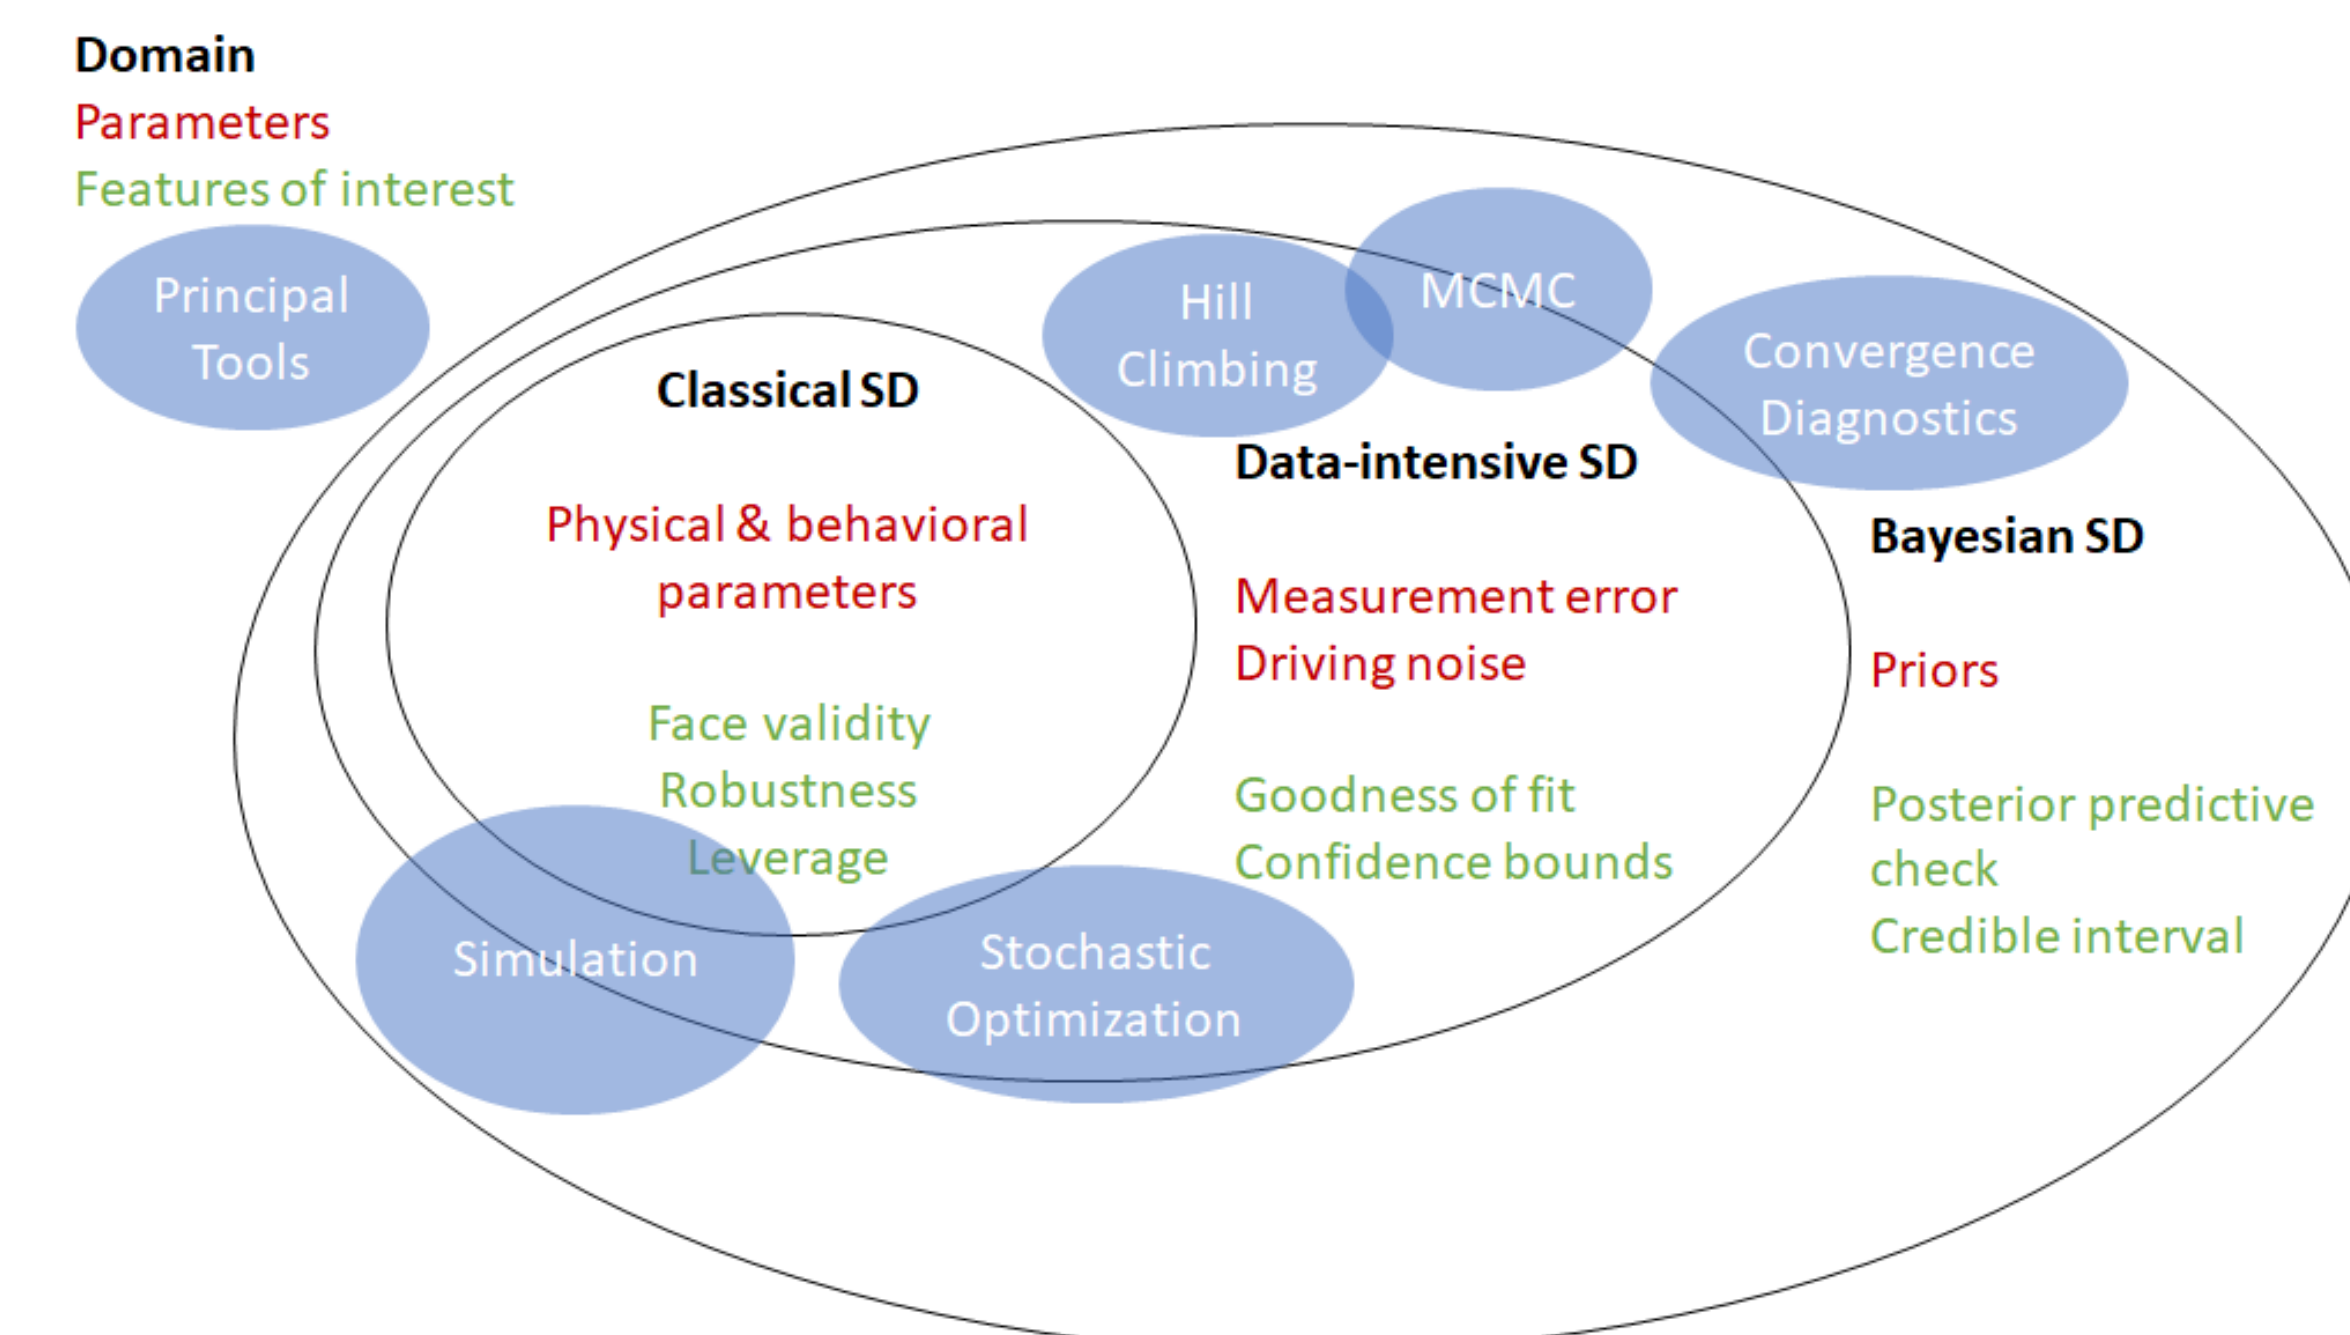 Domain
Parameters
Features of interest
Principal
Tools
Classical SD
Physical & behavioral
parameters
Face validity
Robustness
Leverage
Simulation
Stochastic
Optimization
Hill
Climbing
MCMC
Data-intensive SD
Measurement error
Driving noise
Goodness of fit
Confidence bounds
Convergence
Diagnostics
Bayesian SD
Priors
Posterior predictive
check
Credible interval